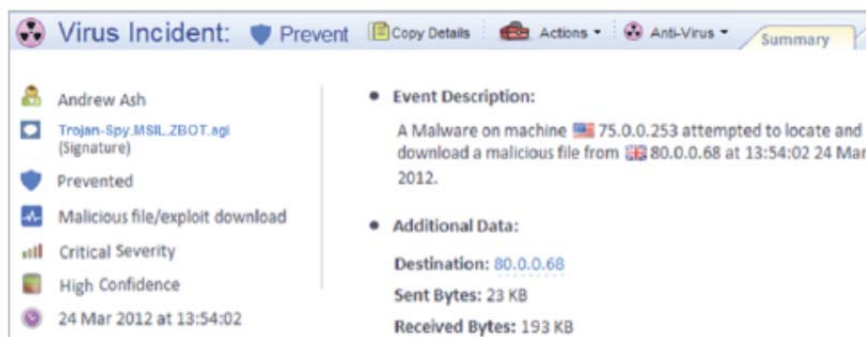 Virus Incident: Prevent Copy Details Actions Anti-Virus Summary
Andrew Ash
Trojan-Spy.MSIL.ZBOT.agl
(Signature)
Prevented
Malicious file/exploit download
Critical Severity
High Confidence
24 Mar 2012 at 13:54:02
Event Description:
A Malware on machine 75.0.0.253 attempted to locate and
download a malicious file from 80.0.0.68 at 13:54:02 24 Mar
2012.
Additional Data:
Destination: 80.0.0.68
Sent Bytes: 23 KB
Received Bytes: 193 KB